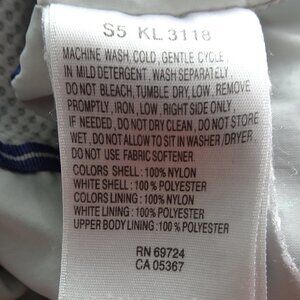 S5 KL3118
MACHINE WASH, COLD, GENTLE CYCLE,
IN MILD DETERGENT, WASH SEPARATELY,
DO NOT BLEACH, TUMBLE DRY, LOW, REMOVE
PROMPTLY, IRON, LOW, RIGHT SIDE ONLY,
IF NEEDED, DO NOT DRY CLEAN, DO NOT STORE
WET, DO NOT ALLOW TO SIT IN WASHER /DRYER,
DO NOT USE FABRIC SOFTENER
COLORS SHELL : 100% NYLON
WHITE SHELL : 100% POLYESTER
COLORS LINING : 100% NYLON
WHITE LINING : 100% POLYESTER
UPPER BODY LINING : 100% POLYESTER
RN 69724
CA 05367